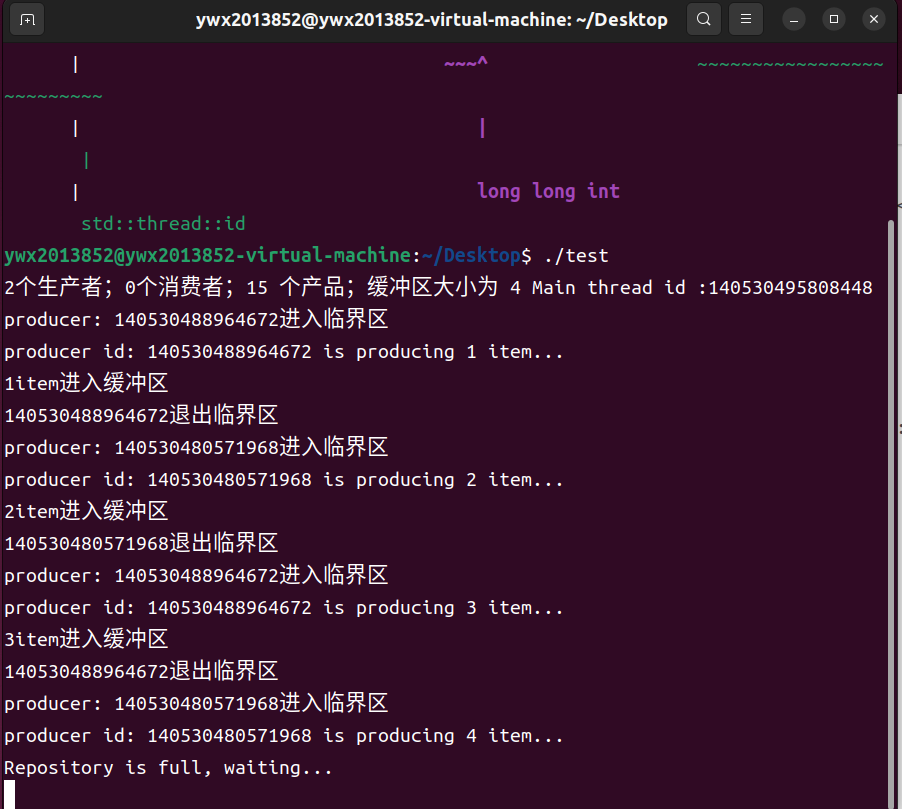 ywx2013852@ywx2013852-virtual-machine: ~/Desktop
| ~~~^ ~~~~~~~~~~~~~~~~~
~~~~~~~~~
| |
|
| long long int
std::thread::id
ywx2013852@ywx2013852-virtual-machine:~/Desktop$ ./test
2个生产者；0个消费者；15 个产品；缓冲区大小为 4 Main thread id :140530495808448
producer: 140530488964672进入临界区
producer id: 140530488964672 is producing 1 item...
1item进入缓冲区
140530488964672退出临界区
producer: 140530480571968进入临界区
producer id: 140530480571968 is producing 2 item...
2item进入缓冲区
140530480571968退出临界区
producer: 140530488964672进入临界区
producer id: 140530488964672 is producing 3 item...
3item进入缓冲区
140530488964672退出临界区
producer: 140530480571968进入临界区
producer id: 140530480571968 is producing 4 item...
Repository is full, waiting...